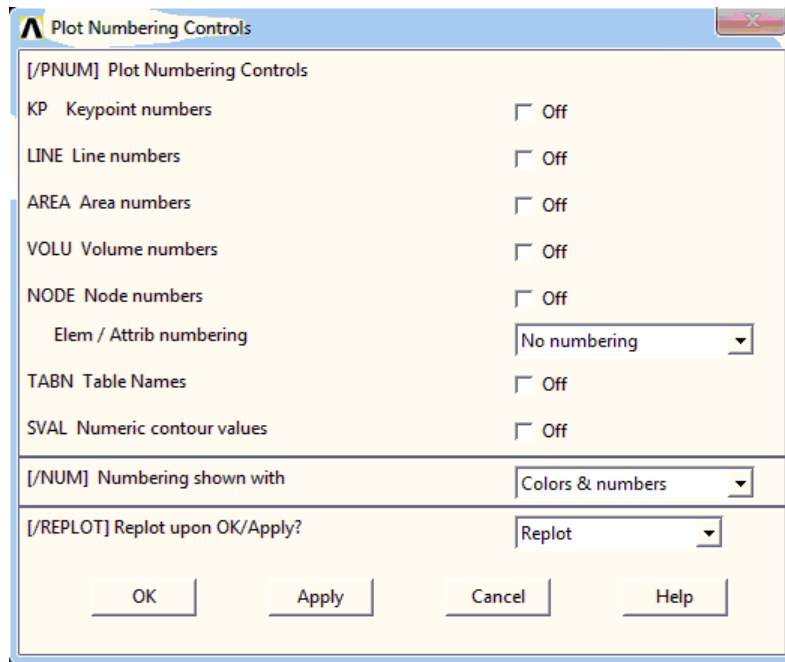 Plot Numbering Controls
[/PNUM] Plot Numbering Controls
KP Keypoint numbers Off
LINE Line numbers Off
AREA Area numbers Off
VOLU Volume numbers Off
NODE Node numbers Off
Elem / Attrib numbering No numbering
TABN Table Names Off
SVAL Numeric contour values Off
[/NUM] Numbering shown with Colors & numbers
[/REPLOT] Replot upon OK/Apply? Replot
OK Apply Cancel Help